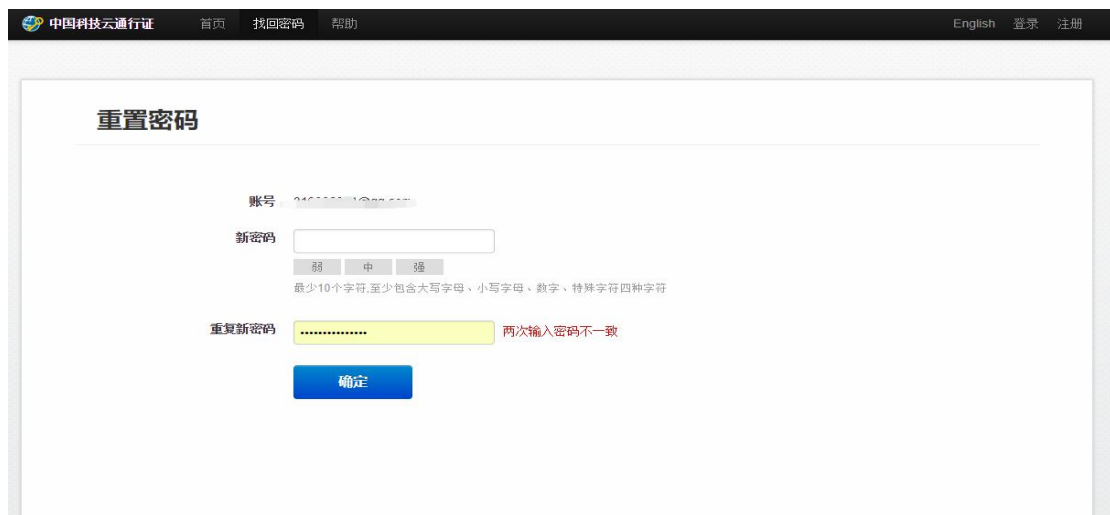 中国科技云通行证 首页 找回密码 帮助 English 登录 注册
重置密码
账号
新密码
弱 中 强
最少10个字符,至少包含大写字母、小写字母、数字、特殊字符四种字符
重复新密码 ••••••••••••••• 两次输入密码不一致
确定